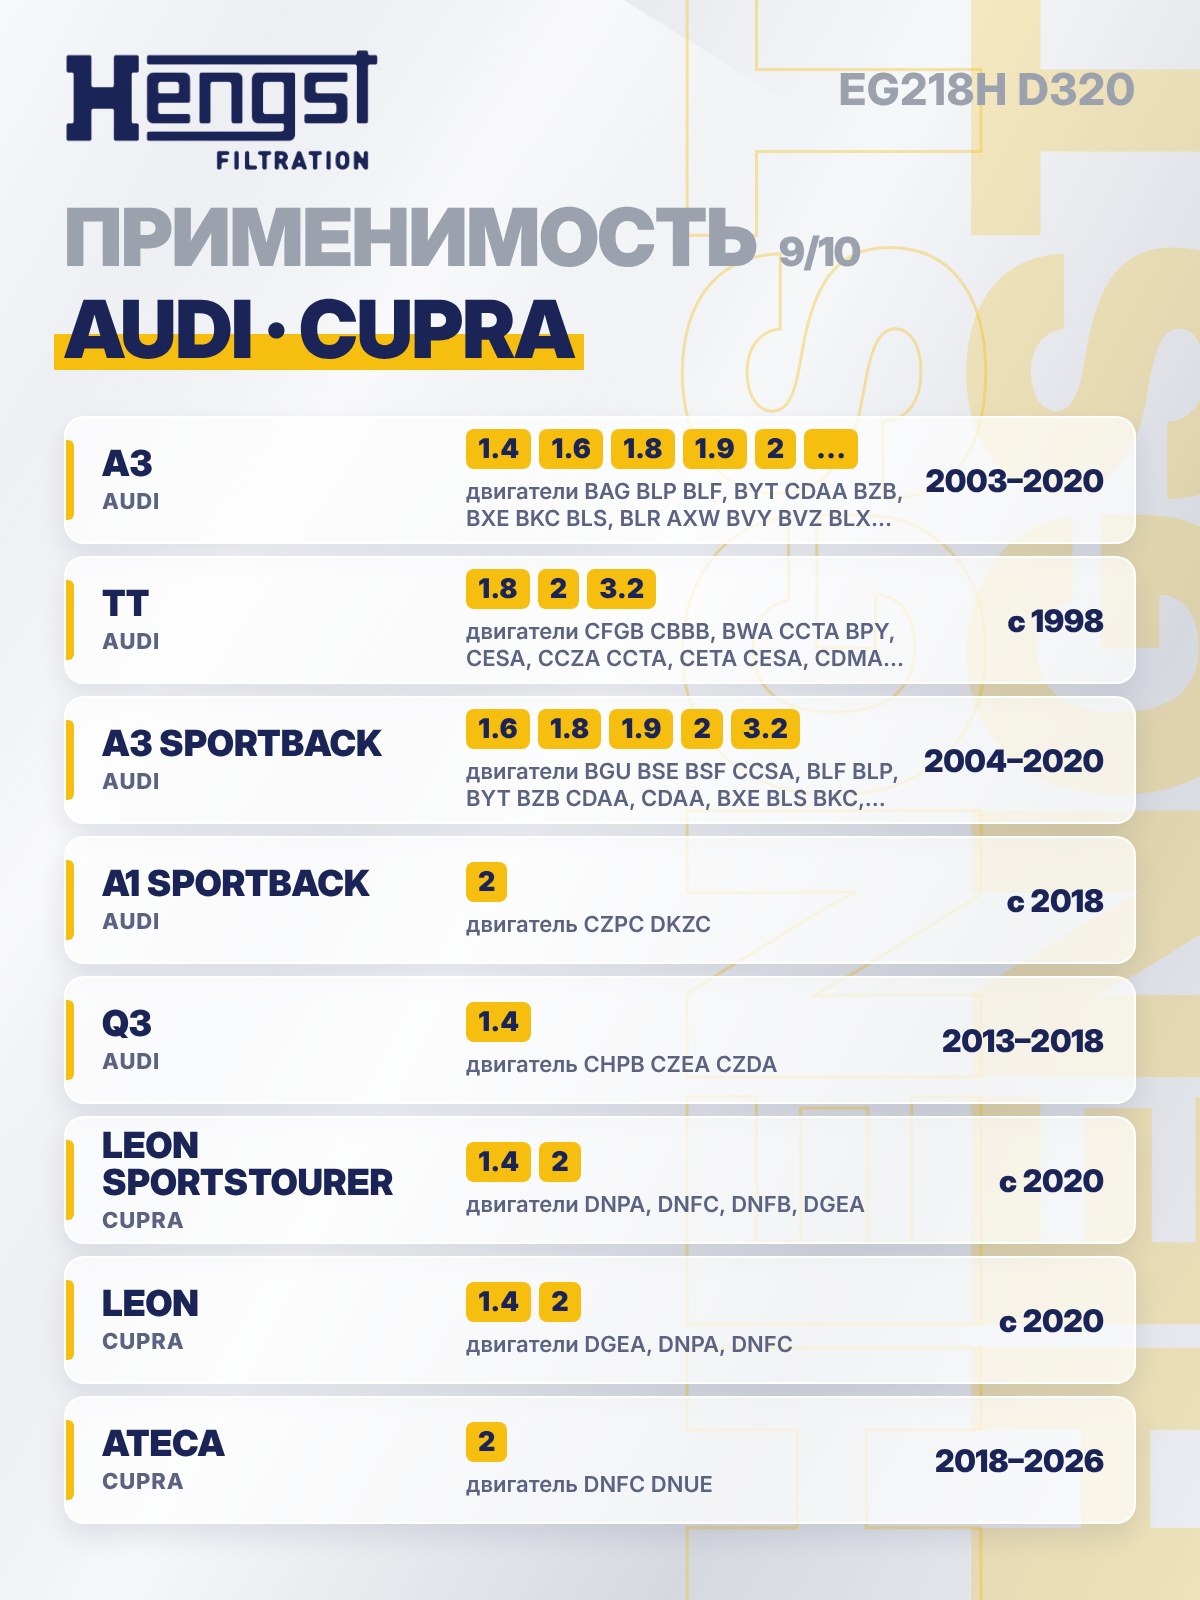 Hengst
FILTRATION
EG218H D320
ПРИМЕНИМОСТЬ 9/10
AUDI · CUPRA
A3
AUDI
1.4 1.6 1.8 1.9 2 ...
двигатели BAG BLP BLF, BYT CDAA BZB,
BXE BKC BLS, BLR AXW BVY BVZ BLX...
2003–2020
TT
AUDI
1.8 2 3.2
двигатели CFGB CBBB, BWA CCTA BPY,
CESA, CCZA CCTA, CETA CESA, CDMA...
с 1998
A3 SPORTBACK
AUDI
1.6 1.8 1.9 2 3.2
двигатели BGU BSE BSF CCSA, BLF BLP,
BYT BZB CDAA, CDAA, BXE BLS BKC,...
2004–2020
A1 SPORTBACK
AUDI
2
двигатель CZPC DKZC
с 2018
Q3
AUDI
1.4
двигатель CHPB CZEA CZDA
2013–2018
LEON
SPORTSTOURER
CUPRA
1.4 2
двигатели DNPA, DNFC, DNFB, DGEA
с 2020
LEON
CUPRA
1.4 2
двигатели DGEA, DNPA, DNFC
с 2020
ATECA
CUPRA
2
двигатель DNFC DNUE
2018–2026
HENGST
HENGST